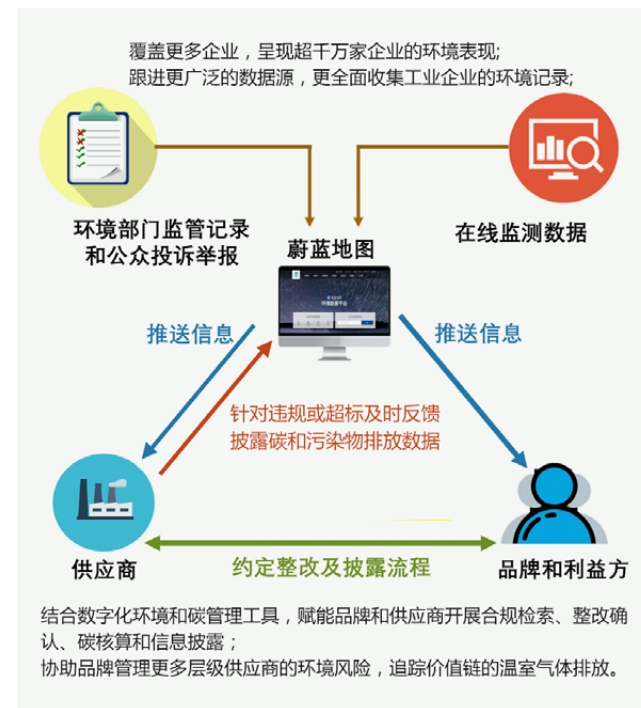 覆盖更多企业，呈现超千万家企业的环境表现;
跟进更广泛的数据源，更全面收集工业企业的环境记录;
环境部门监管记录
和公众投诉举报
在线监测数据
蔚蓝地图
推送信息
推送信息
针对违规或超标及时反馈
披露碳和污染物排放数据
供应商
约定整改及披露流程
品牌和利益方
结合数字化环境和碳管理工具，赋能品牌和供应商开展合规检索、整改确
认、碳核算和信息披露；
协助品牌管理更多层级供应商的环境风险，追踪价值链的温室气体排放。